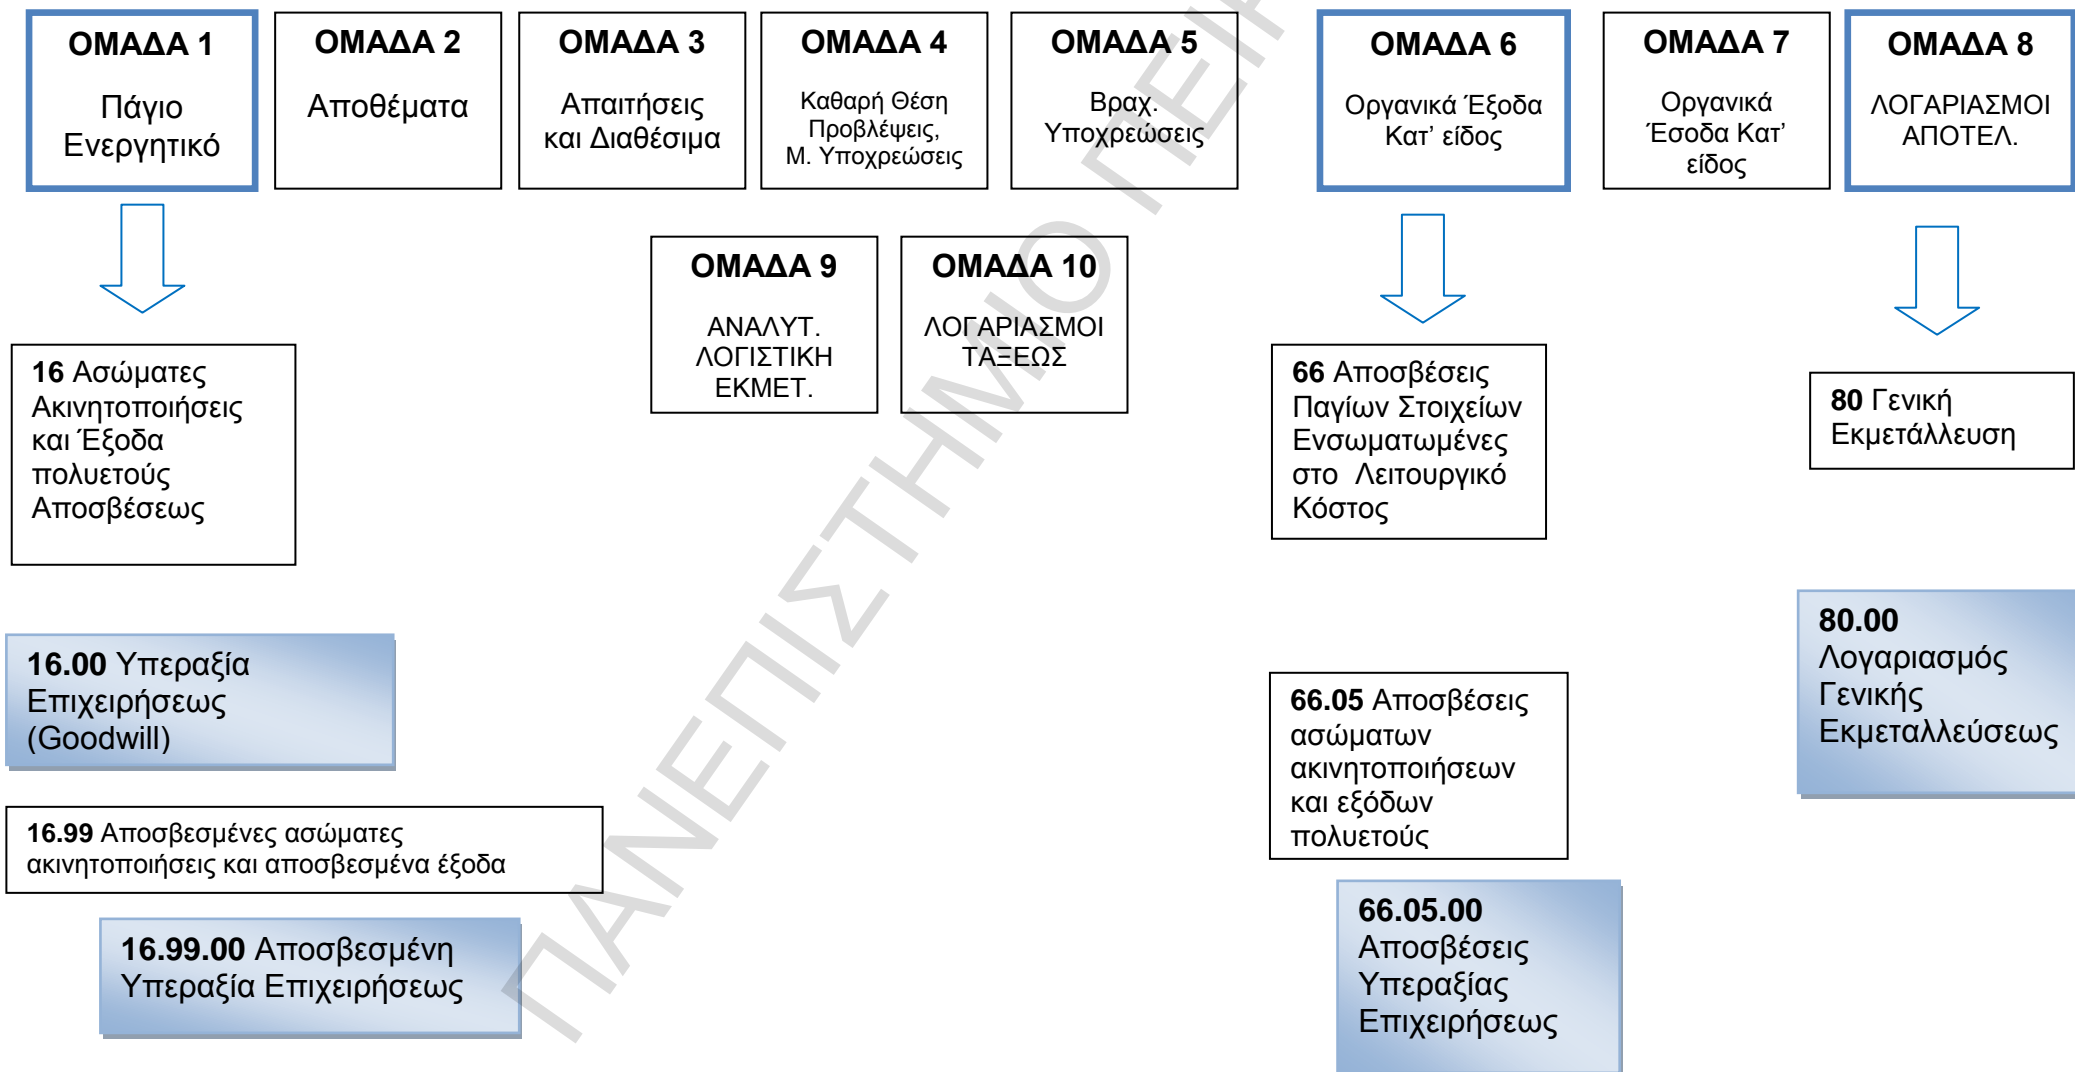 ΟΜΑΔΑ 1
Πάγιο
Ενεργητικό
ΟΜΑΔΑ 2
Αποθέματα
ΟΜΑΔΑ 3
Απαιτήσεις
και Διαθέσιμα
ΟΜΑΔΑ 4
Καθαρή Θέση
Προβλέψεις,
Μ. Υποχρεώσεις
ΟΜΑΔΑ 5
Βραχ.
Υποχρεώσεις
ΟΜΑΔΑ 6
Οργανικά Έξοδα
Κατ’ είδος
ΟΜΑΔΑ 7
Οργανικά
Έσοδα Κατ’
είδος
ΟΜΑΔΑ 8
ΛΟΓΑΡΙΑΣΜΟΙ
ΑΠΟΤΕΛ.
ΟΜΑΔΑ 9
ΑΝΑΛΥΤ.
ΛΟΓΙΣΤΙΚΗ
ΕΚΜΕΤ.
ΟΜΑΔΑ 10
ΛΟΓΑΡΙΑΣΜΟΙ
ΤΑΞΕΩΣ
16 Ασώματες
Ακινητοποιήσεις
και Έξοδα
πολυετούς
Αποσβέσεως
66 Αποσβέσεις
Παγίων Στοιχείων
Ενσωματωμένες
στο Λειτουργικό
Κόστος
80 Γενική
Εκμετάλλευση
16.00 Υπεραξία
Επιχειρήσεως
(Goodwill)
66.05 Αποσβέσεις
ασώματων
ακινητοποιήσεων
και εξόδων
πολυετούς
80.00
Λογαριασμός
Γενικής
Εκμεταλλεύσεως
16.99 Αποσβεσμένες ασώματες
ακινητοποιήσεις και αποσβεσμένα έξοδα
16.99.00 Αποσβεσμένη
Υπεραξία Επιχειρήσεως
66.05.00
Αποσβέσεις
Υπεραξίας
Επιχειρήσεως
ΠΑΝΕΠΙΣΤΗΜΙΟ ΠΕΙ